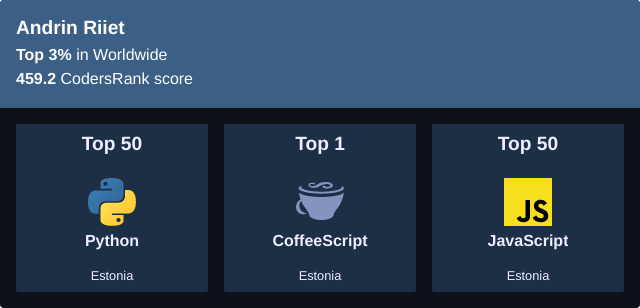 Andrin Riiet
Top 3% in Worldwide
459.2 CodersRank score
Top 50
Python
Estonia
Top 1
CoffeeScript
Estonia
Top 50
JS
JavaScript
Estonia